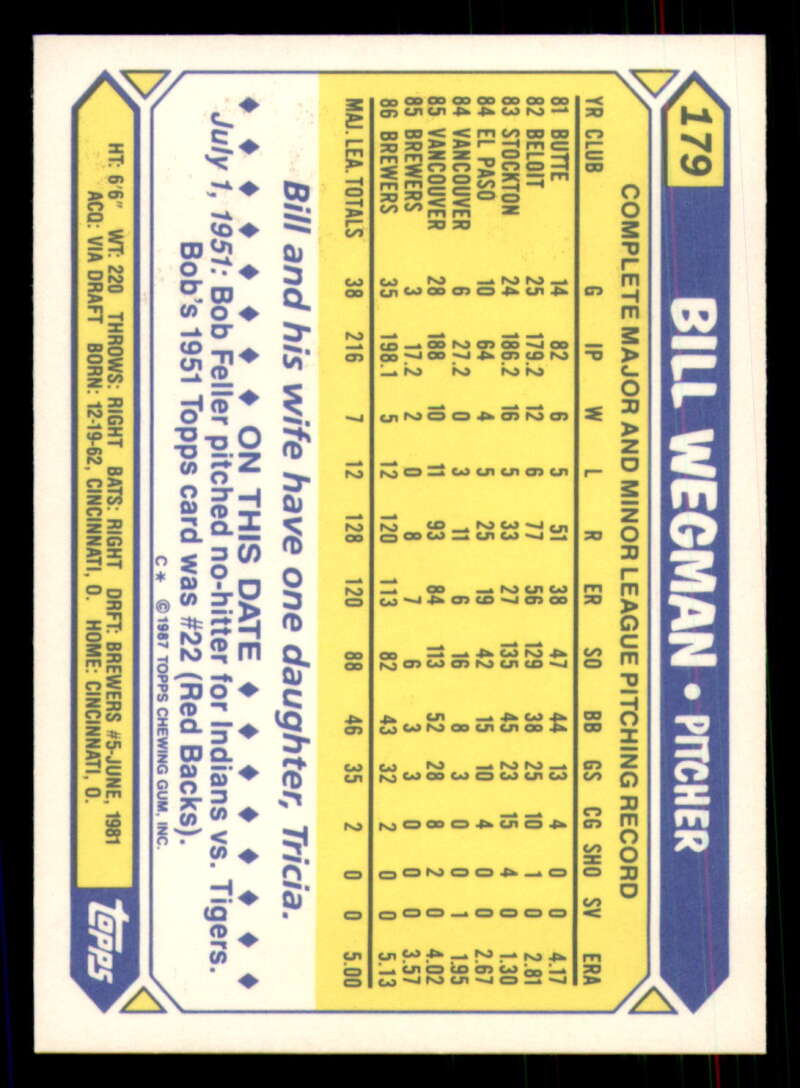 179
BILL WEGMAN • PITCHER
COMPLETE MAJOR AND MINOR LEAGUE PITCHING RECORD
YR CLUB G IP W L R ER SO BB GS CG SHO SV ERA
81 BUTTE 14 82 6 5 51 38 47 44 13 4 0 0 4.17
82 BELOIT 25 179.2 12 6 77 56 129 38 25 10 1 0 2.81
83 STOCKTON 24 186.2 16 5 33 27 135 45 23 15 4 0 1.30
84 EL PASO 10 64 4 5 25 19 42 15 10 4 0 0 2.67
84 VANCOUVER 6 27.2 0 3 11 6 16 8 3 0 0 1 1.95
85 VANCOUVER 28 188 10 11 93 84 113 52 28 8 2 0 4.02
85 BREWERS 3 17.2 2 0 8 7 6 3 3 0 0 0 3.57
86 BREWERS 35 198.1 5 12 120 113 82 43 32 2 0 0 5.13
MAJ. LEA. TOTALS 38 216 7 12 128 120 88 46 35 2 0 0 5.00
Bill and his wife have one daughter, Tricia.
◆ ◆ ◆ ◆ ◆ ◆ ◆ ◆ ON THIS DATE ◆ ◆ ◆ ◆ ◆ ◆ ◆ ◆
July 1, 1951: Bob Feller pitched no-hitter for Indians vs. Tigers.
Bob's 1951 Topps card was #22 (Red Backs).
C* ©1987 TOPPS CHEWING GUM, INC.
HT: 6'6" WT: 220 THROWS: RIGHT BATS: RIGHT DRFT: BREWERS #5-JUNE, 1981
ACQ: VIA DRAFT BORN: 12-19-62, CINCINNATI, O. HOME: CINCINNATI, O.
topps